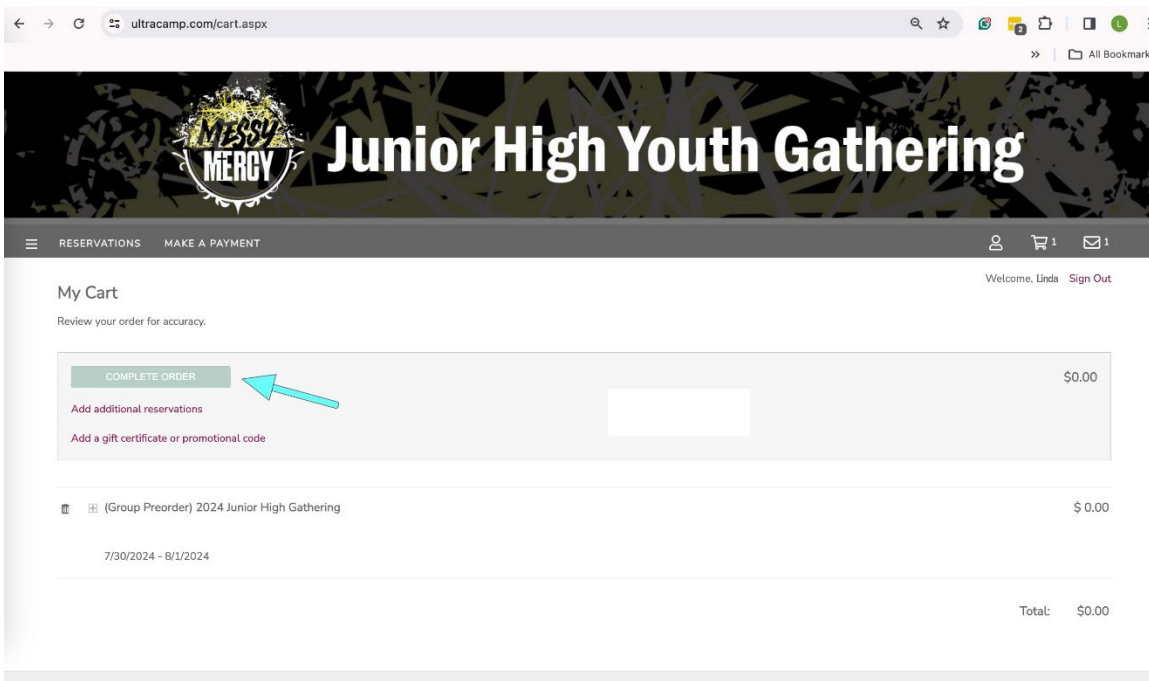 ultracamp.com/cart.aspx
2
L
» All Bookmark
MESSY
MERCY
Junior High Youth Gathering
RESERVATIONS MAKE A PAYMENT 1 1
Welcome, Linda Sign Out
My Cart
Review your order for accuracy.
COMPLETE ORDER $0.00
Add additional reservations
Add a gift certificate or promotional code
(Group Preorder) 2024 Junior High Gathering $ 0.00
7/30/2024 - 8/1/2024
Total: $0.00